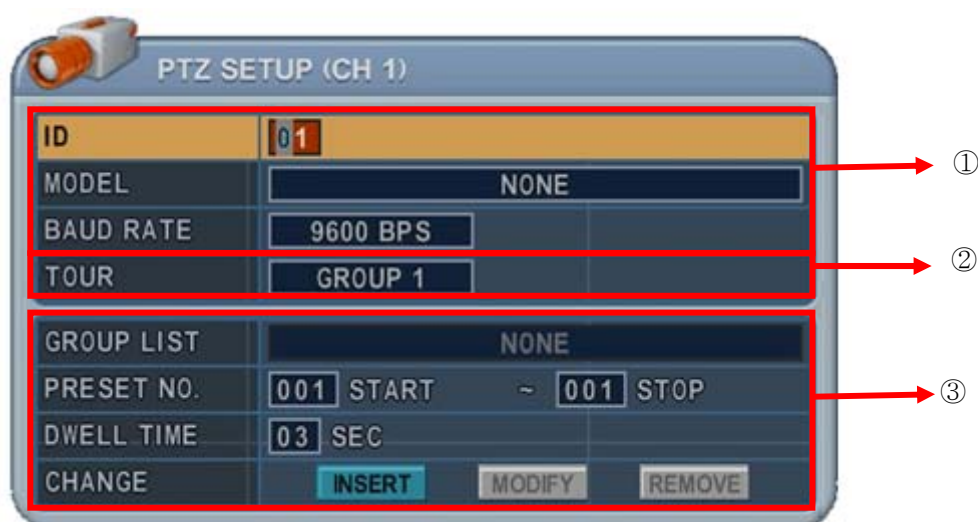 PTZ SETUP (CH 1)
ID 01
MODEL NONE
BAUD RATE 9600 BPS
①
TOUR GROUP 1
②
GROUP LIST NONE
PRESET NO. 001 START ~ 001 STOP
③
DWELL TIME 03 SEC
CHANGE INSERT MODIFY REMOVE